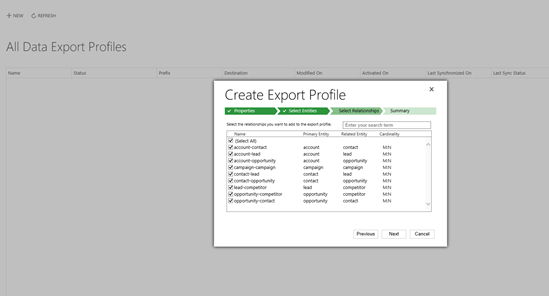 + NEW REFRESH
All Data Export Profiles
Name Status Prefix Destination Modified On Activated On Last Synchronized On Last Sync Status
Create Export Profile
Properties Select Entities Select Relationships Summary
Select the relationships you want to add to the export profile. Enter your search term
Name Primary Entity Related Entity Cardinality
(Select All)
account-contact account contact M:N
account-lead account lead M:N
account-opportunity account opportunity M:N
campaign-campaign campaign campaign M:N
contact-lead contact lead M:N
contact-opportunity contact opportunity M:N
lead-competitor lead competitor M:N
opportunity-competitor opportunity competitor M:N
opportunity-contact opportunity contact M:N
Previous Next Cancel